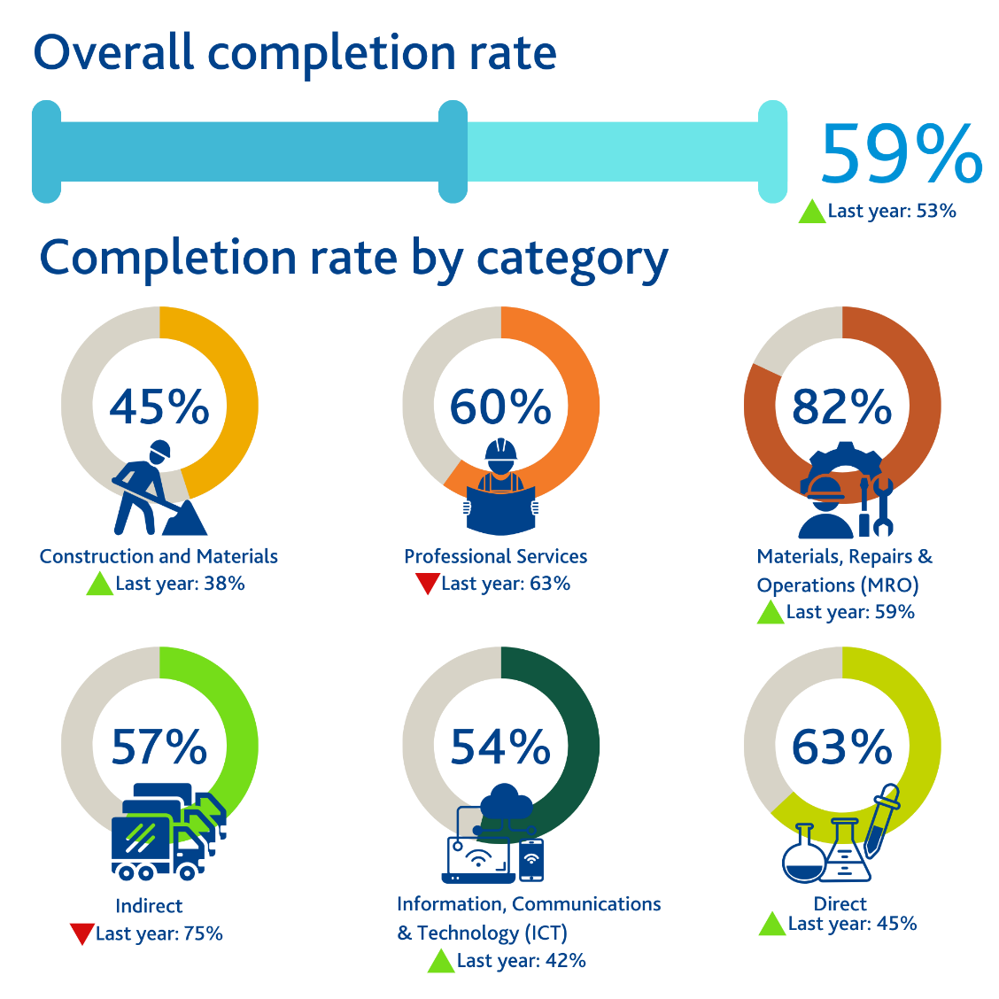 Overall completion rate
59%
Last year: 53%
Completion rate by category
45%
Construction and Materials
Last year: 38%
60%
Professional Services
Last year: 63%
82%
Materials, Repairs &
Operations (MRO)
Last year: 59%
57%
Indirect
Last year: 75%
54%
Information, Communications
& Technology (ICT)
Last year: 42%
63%
Direct
Last year: 45%